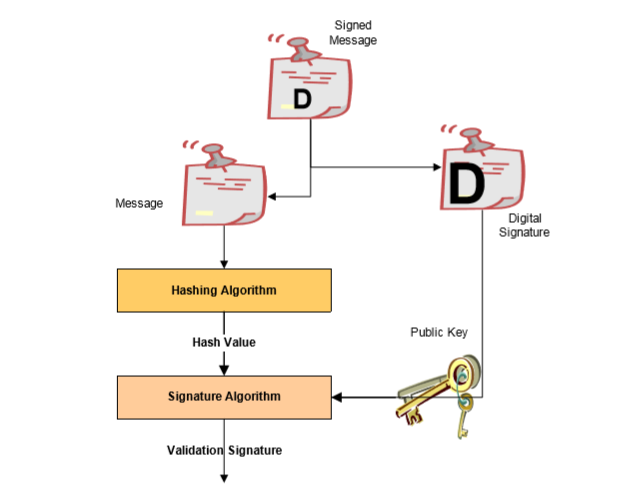 Signed
Message
D
D
Message
Digital
Signature
Hashing Algorithm
Public Key
Hash Value
Signature Algorithm
Validation Signature